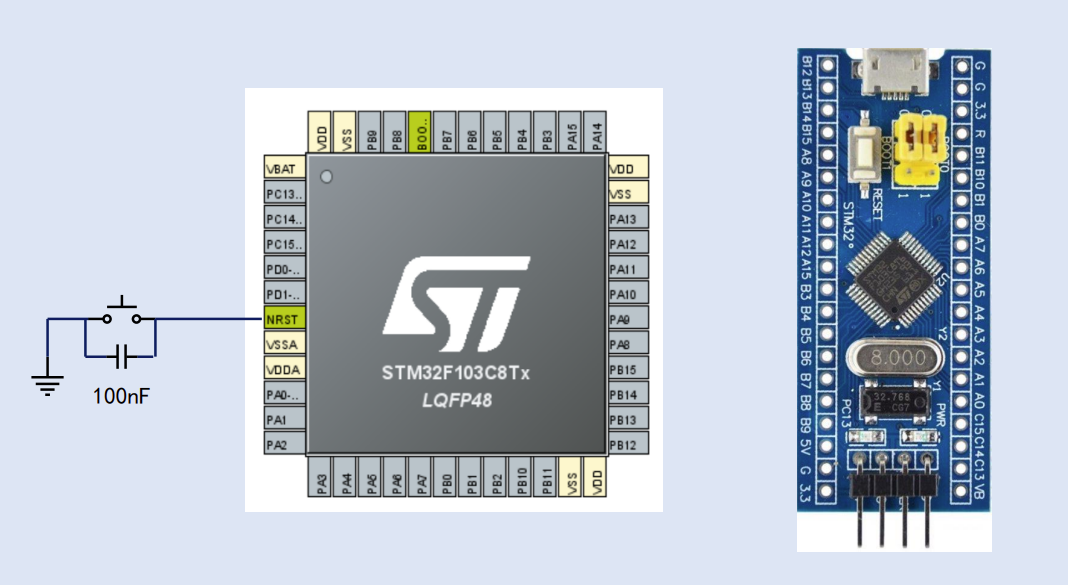 VDD
VSS
PB9
PB8
BOO..
PB7
PB6
PB5
PB4
PB3
PA15
PA14
VBAT
PC13..
PC14..
PC15..
PD0-..
PD1-..
NRST
VSSA
VDDA
PA0-..
PA1
PA2
VDD
VSS
PA13
PA12
PA11
PA10
PA9
PA8
PB15
PB14
PB13
PB12
PA3
PA4
PA5
PA6
PA7
PB0
PB1
PB2
PB10
PB11
VSS
VDD
STM32F103C8Tx
LQFP48
100nF
B12
B13
B14
B15
A8
A9
A10
A11
A12
A15
B3
B4
B5
B6
B7
B8
B9
5V
G
3.3
G
G
3.3
R
B11
B10
B1
B0
A7
A6
A5
A4
A3
A2
A1
A0
C15
C14
C13
VB
BOOT1
1
1
RESET
STM32
Y2
8.000
Y1
32.768
E CG7
PC13
PWR